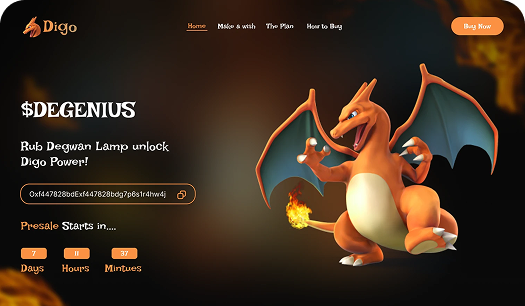 Digo
Home Make a wish The Plan How to Buy Buy Now
$DEGENIUS
Rub Degwan Lamp unlock
Digo Power!
0xf447828bdExf447828bdg7p6s1r4hw4j
Presale Starts in....
7 11 37
Days Hours Mintues